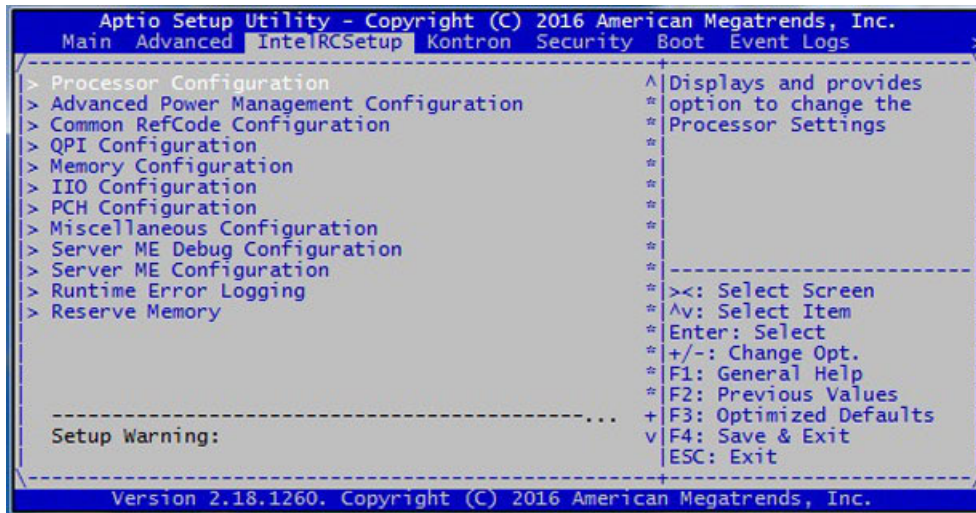 Aptio Setup Utility - Copyright (C) 2016 American Megatrends, Inc.
Main Advanced IntelRCSetup Kontron Security Boot Event Logs >
/----------------------------------------------------+-------------------------\
|> Processor Configuration ^|Displays and provides
|> Advanced Power Management Configuration *|option to change the
|> Common RefCode Configuration *|Processor Settings
|> QPI Configuration *|
|> Memory Configuration *|
|> IIO Configuration *|
|> PCH Configuration *|
|> Miscellaneous Configuration *|
|> Server ME Debug Configuration *|
|> Server ME Configuration *|-------------------------
|> Runtime Error Logging *|><: Select Screen
|> Reserve Memory *|^v: Select Item
| *|Enter: Select
| *|+/-: Change Opt.
| *|F1: General Help
| *|F2: Previous Values
| ---------------------------------------------... +|F3: Optimized Defaults
| Setup Warning: v|F4: Save & Exit
| |ESC: Exit
\----------------------------------------------------+-------------------------/
Version 2.18.1260. Copyright (C) 2016 American Megatrends, Inc.